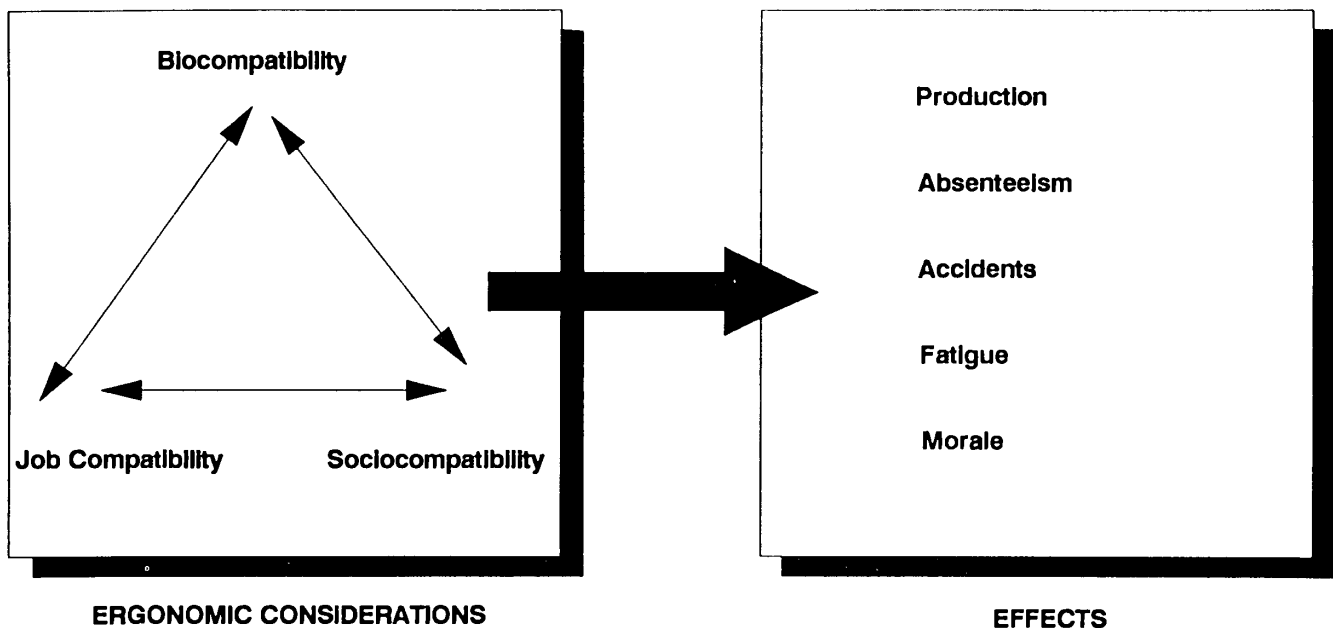 Biocompatibility
Job Compatibility
Sociocompatibility
ERGONOMIC CONSIDERATIONS
Production
Absenteeism
Accidents
Fatigue
Morale
EFFECTS